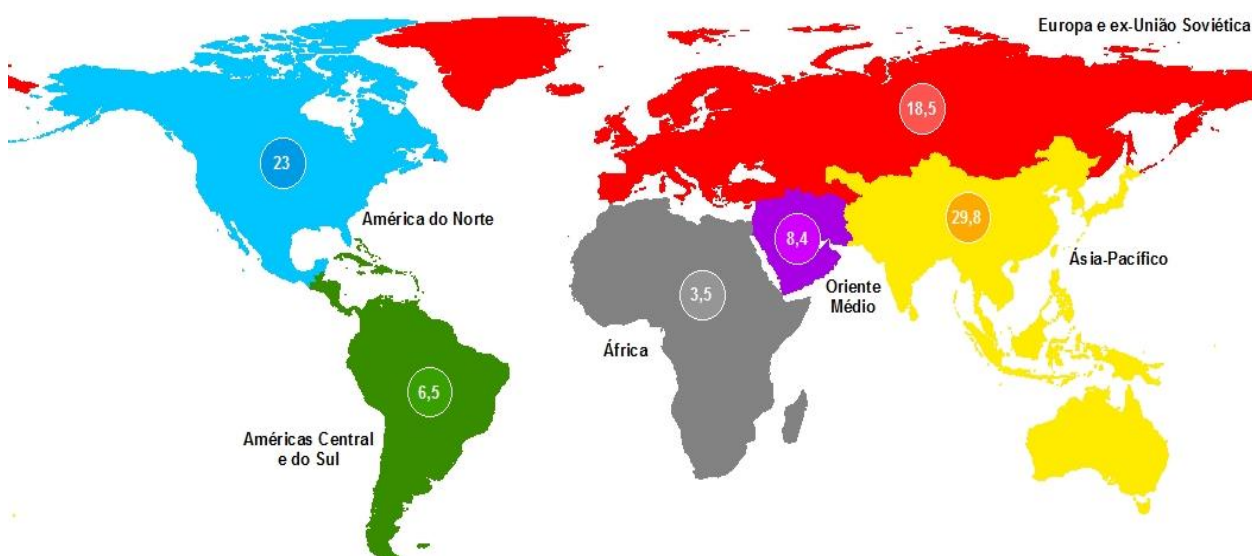 Europa e ex-União Soviética
18,5
23
América do Norte
29,8
8,4
Ásia-Pacífico
Oriente
Médio
3,5
África
6,5
Américas Central
e do Sul